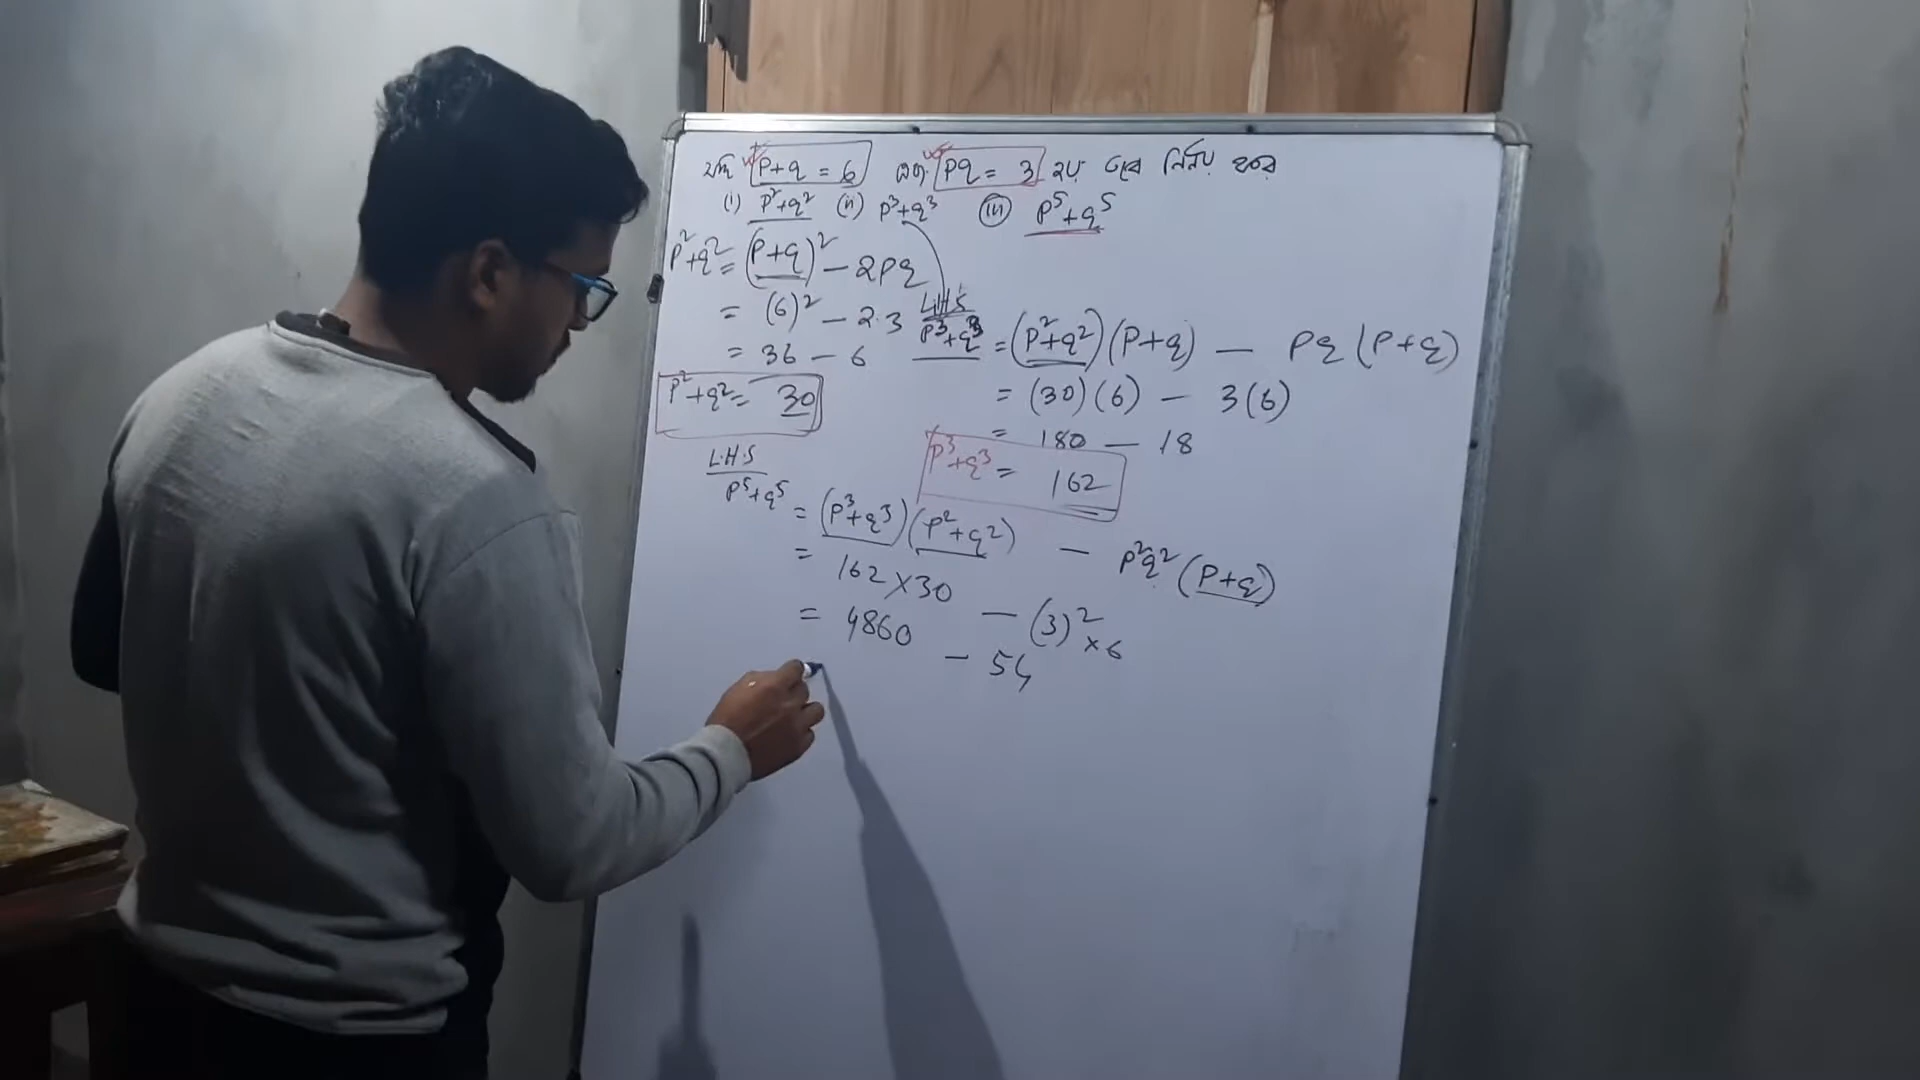 যদি P+q = 6 এবং Pq = 3 হয় তবে নির্ণয় কর
(i) p²+q² (ii) p³+q³ (iii) p⁵+q⁵
p²+q² = (P+q)² – 2pq
= (6)² – 2·3
= 36 – 6
p²+q² = 30
L.H.S
p³+q³ = (p²+q²)(P+q) – Pq (P+q)
= (30)(6) – 3(6)
= 180 – 18
p³+q³ = 162
L.H.S
p⁵+q⁵ = (p³+q³)(p²+q²) – p²q² (P+q)
= 162 × 30 – (3)² × 6
= 4860 – 54